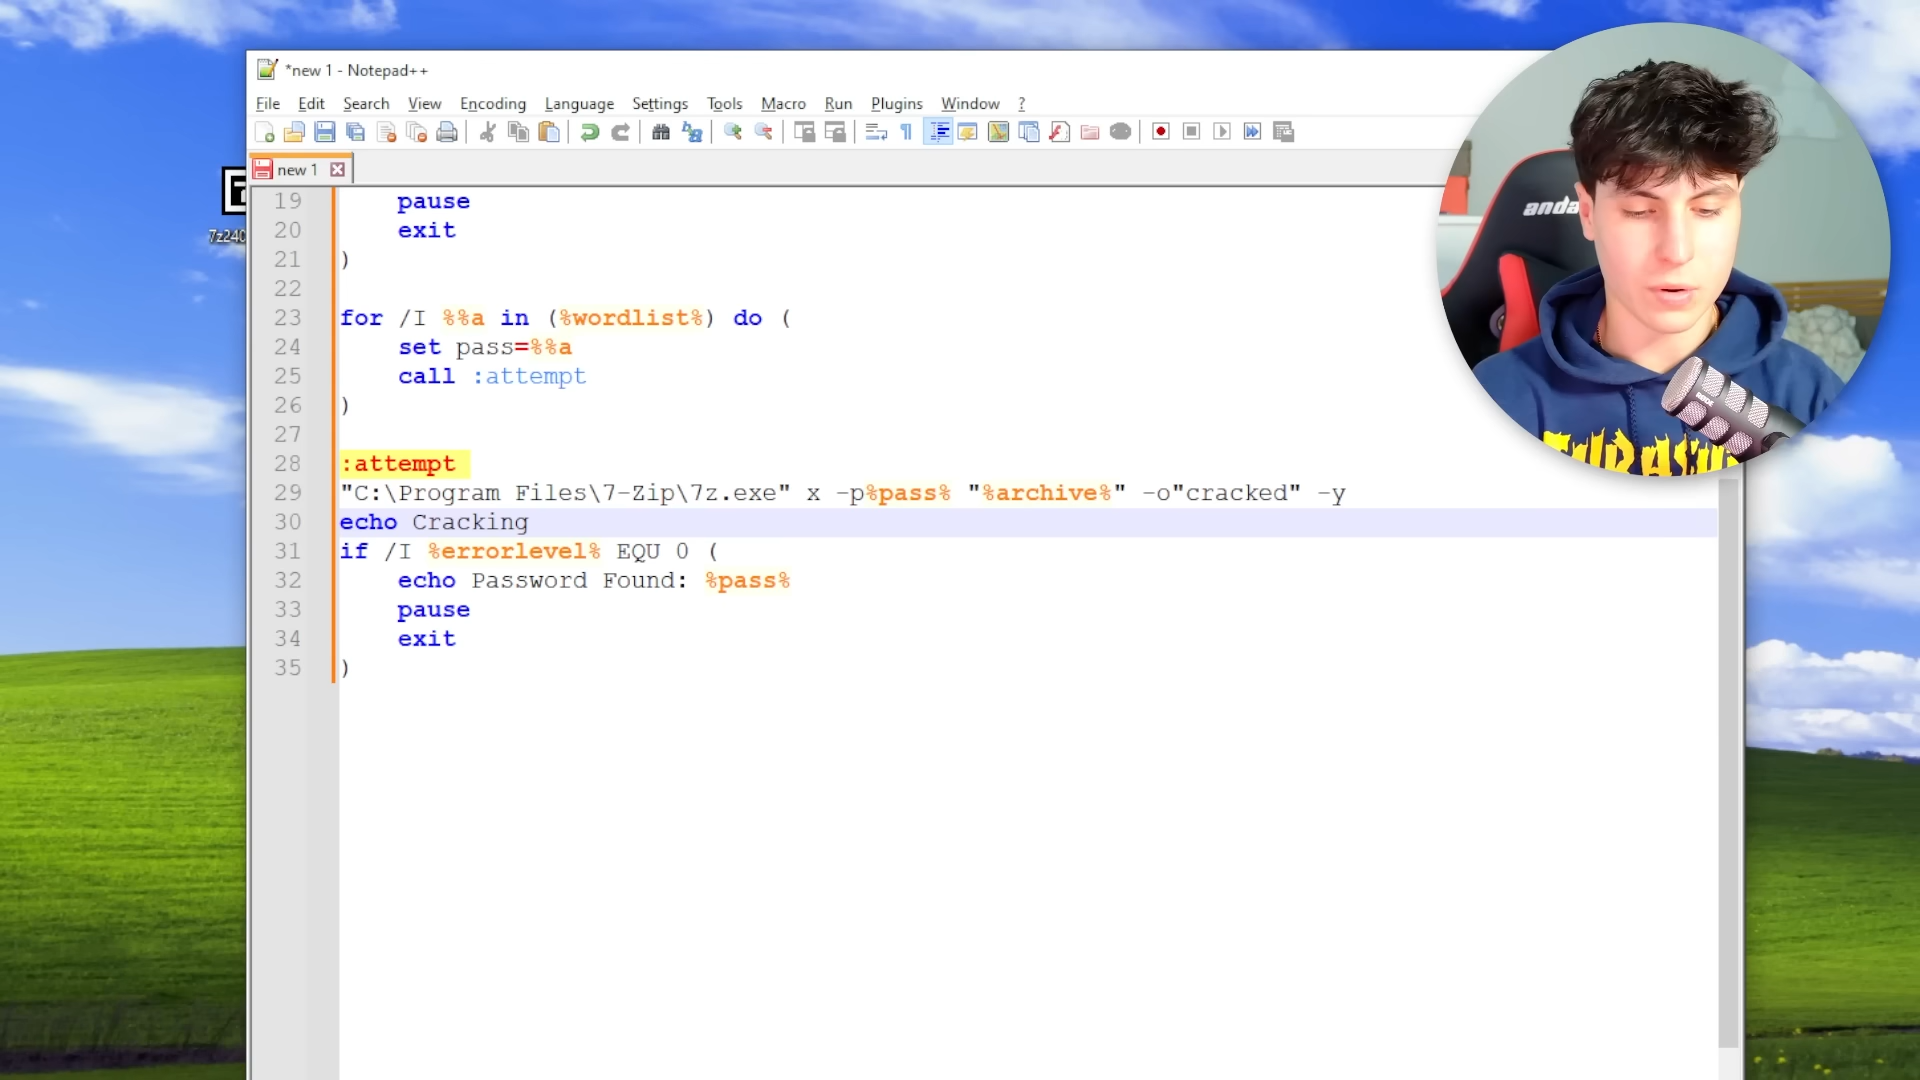 *new 1 - Notepad++
File Edit Search View Encoding Language Settings Tools Macro Run Plugins Window ?
new 1
7z240
19 pause
20 exit
21 )
22
23 for /I %%a in (%wordlist%) do (
24 set pass=%%a
25 call :attempt
26 )
27
28 :attempt
29 "C:\Program Files\7-Zip\7z.exe" x -p%pass% "%archive%" -o"cracked" -y
30 echo Cracking
31 if /I %errorlevel% EQU 0 (
32 echo Password Found: %pass%
33 pause
34 exit
35 )
anda
RØDE